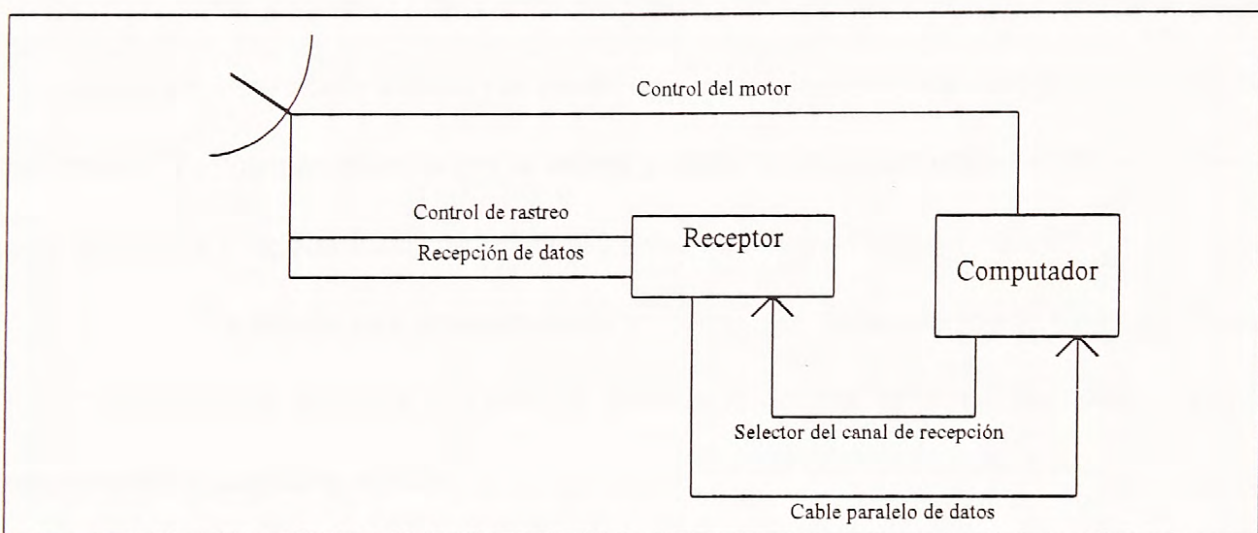 Control del motor
Control de rastreo
Recepción de datos
Receptor
Computador
Selector del canal de recepción
Cable paralelo de datos